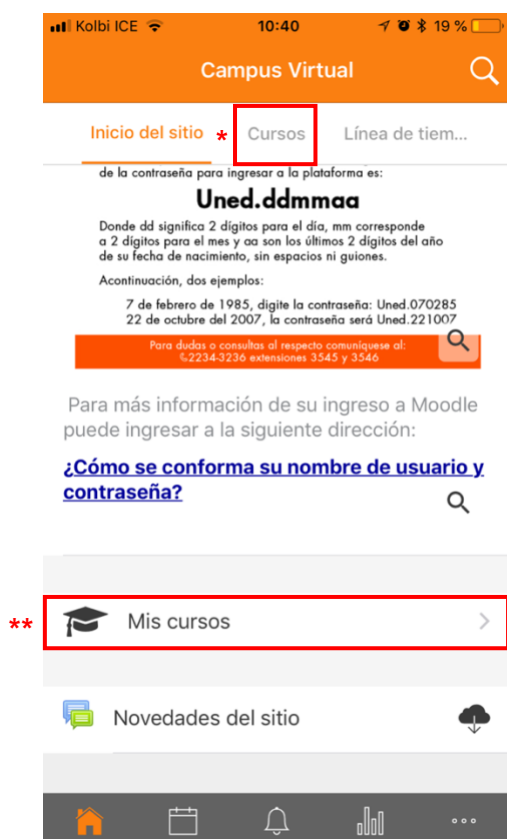 Kolbi ICE 10:40 19 %
Campus Virtual
Inicio del sitio * Cursos Línea de tiem...
de la contraseña para ingresar a la plataforma es:
Uned.ddmmaa
Donde dd significa 2 dígitos para el día, mm corresponde
a 2 dígitos para el mes y aa son los últimos 2 dígitos del año
de su fecha de nacimiento, sin espacios ni guiones.
Acontinuación, dos ejemplos:
7 de febrero de 1985, digite la contraseña: Uned.070285
22 de octubre del 2007, la contraseña será Uned.221007
Para dudas o consultas al respecto comuníquese al:
2234-3236 extensiones 3545 y 3546
Para más información de su ingreso a Moodle
puede ingresar a la siguiente dirección:
¿Cómo se conforma su nombre de usuario y
contraseña?
** Mis cursos
Novedades del sitio